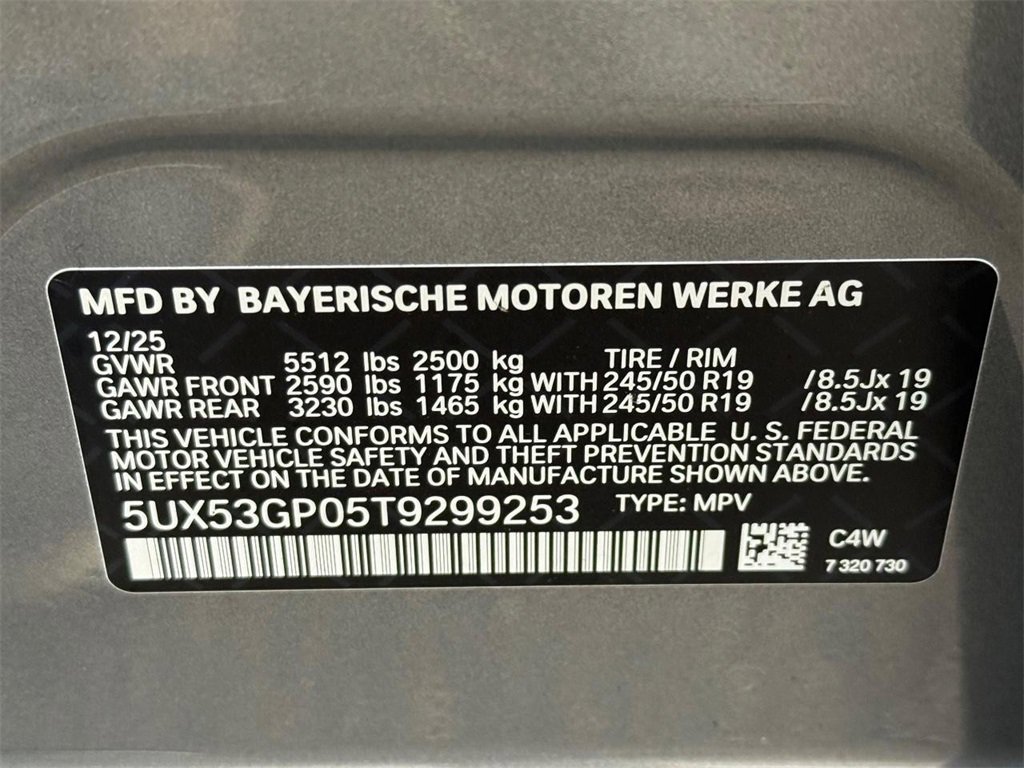 MFD BY BAYERISCHE MOTOREN WERKE AG
12/25
GVWR 5512 lbs 2500 kg TIRE / RIM
GAWR FRONT 2590 lbs 1175 kg WITH 245/50 R19 /8.5Jx 19
GAWR REAR 3230 lbs 1465 kg WITH 245/50 R19 /8.5Jx 19
THIS VEHICLE CONFORMS TO ALL APPLICABLE U. S. FEDERAL
MOTOR VEHICLE SAFETY AND THEFT PREVENTION STANDARDS
IN EFFECT ON THE DATE OF MANUFACTURE SHOWN ABOVE.
5UX53GP05T9299253 TYPE: MPV
C4W
7 320 730